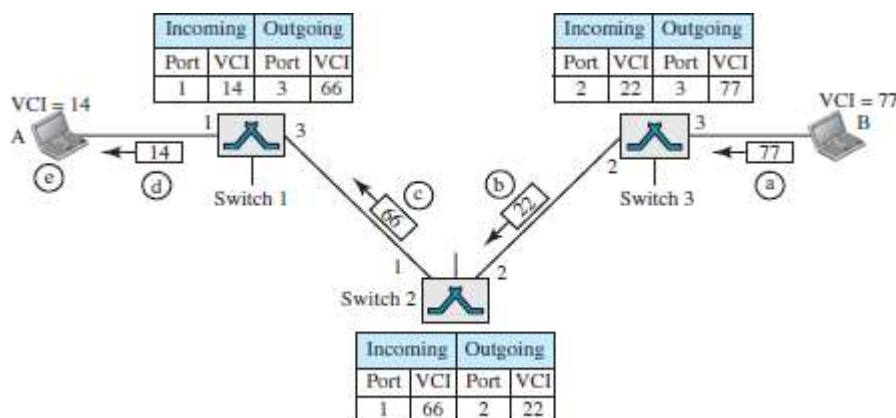 Incoming Outgoing
Port VCI Port VCI
1 14 3 66
Incoming Outgoing
Port VCI Port VCI
2 22 3 77
VCI = 14
VCI = 77
A
1
3
3
B
14
77
e
d
Switch 1
c
b
2
Switch 3
a
66
22
1
2
Switch 2
Incoming Outgoing
Port VCI Port VCI
1 66 2 22